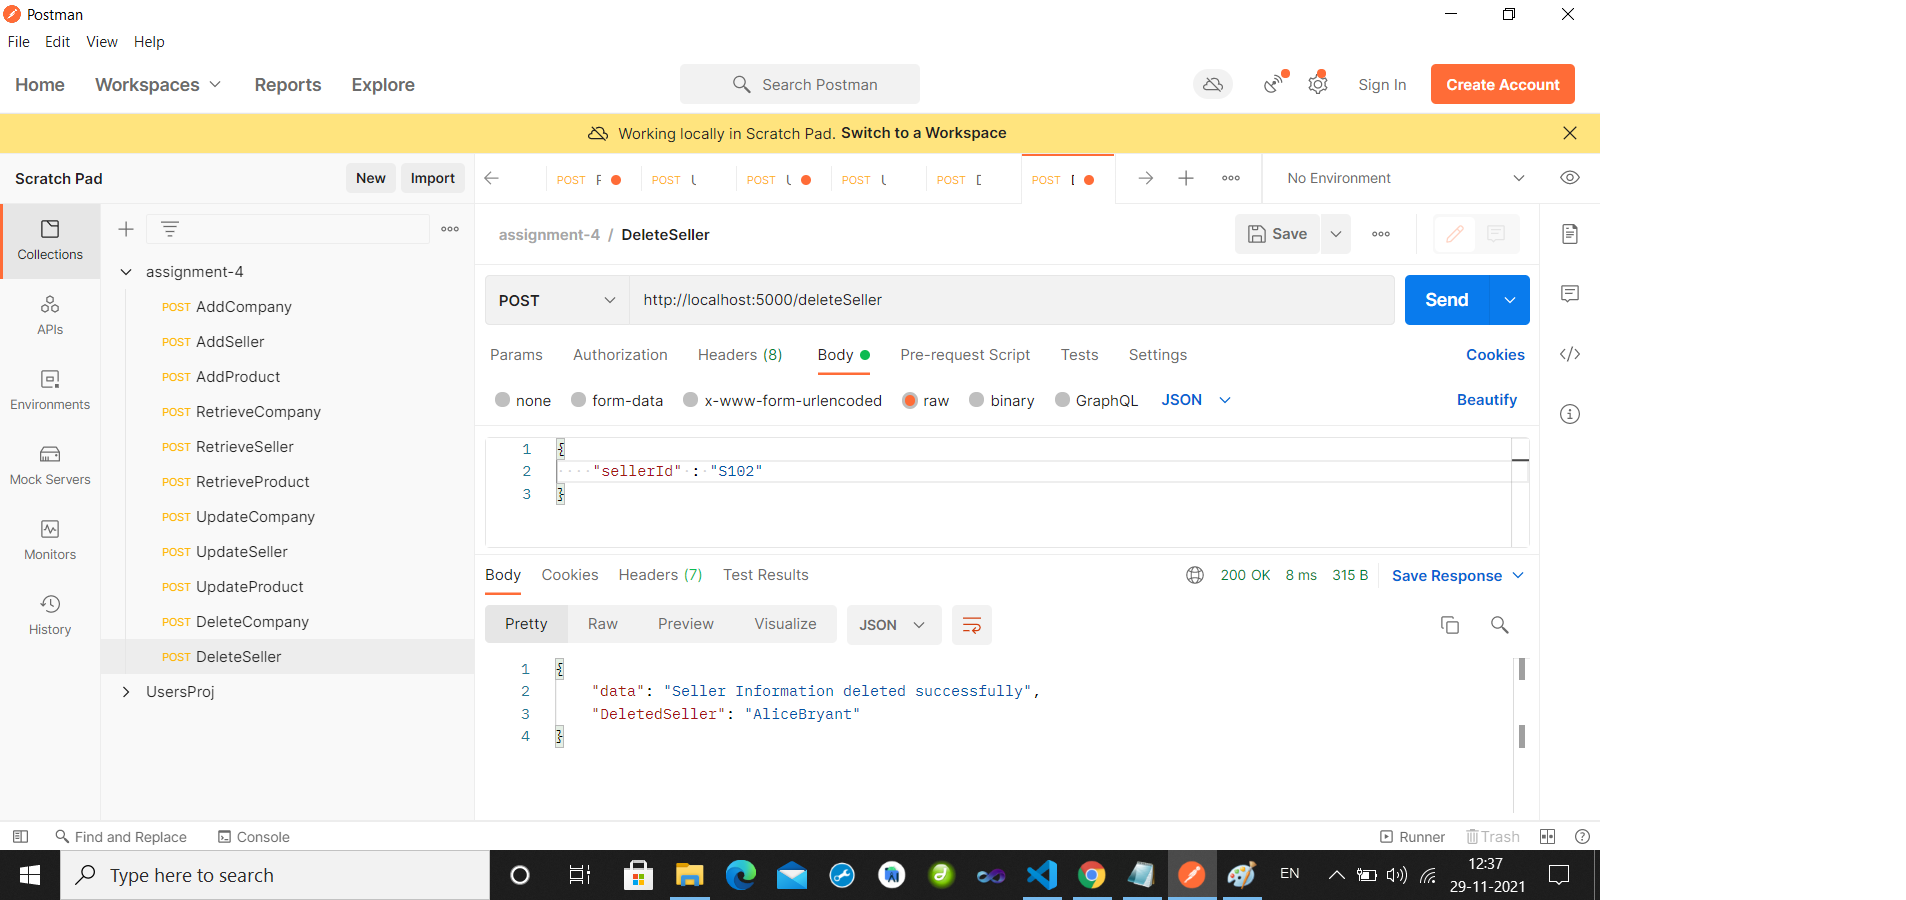 Postman
File Edit View Help
Home Workspaces Reports Explore Search Postman Sign In Create Account
Working locally in Scratch Pad. Switch to a Workspace
Scratch Pad New Import POST POST POST POST POST POST No Environment
Collections
APIs
Environments
Mock Servers
Monitors
History
assignment-4
POST AddCompany
POST AddSeller
POST AddProduct
POST RetrieveCompany
POST RetrieveSeller
POST RetrieveProduct
POST UpdateCompany
POST UpdateSeller
POST UpdateProduct
POST DeleteCompany
POST DeleteSeller
UsersProj
assignment-4 / DeleteSeller Save
POST http://localhost:5000/deleteSeller Send
Params Authorization Headers (8) Body Pre-request Script Tests Settings Cookies
none form-data x-www-form-urlencoded raw binary GraphQL JSON Beautify
1 {
2 "sellerId" : "S102"
3 }
Body Cookies Headers (7) Test Results 200 OK 8 ms 315 B Save Response
Pretty Raw Preview Visualize JSON
1 {
2 "data": "Seller Information deleted successfully",
3 "DeletedSeller": "AliceBryant"
4 }
Find and Replace Console Runner Trash
Type here to search EN 12:37
29-11-2021